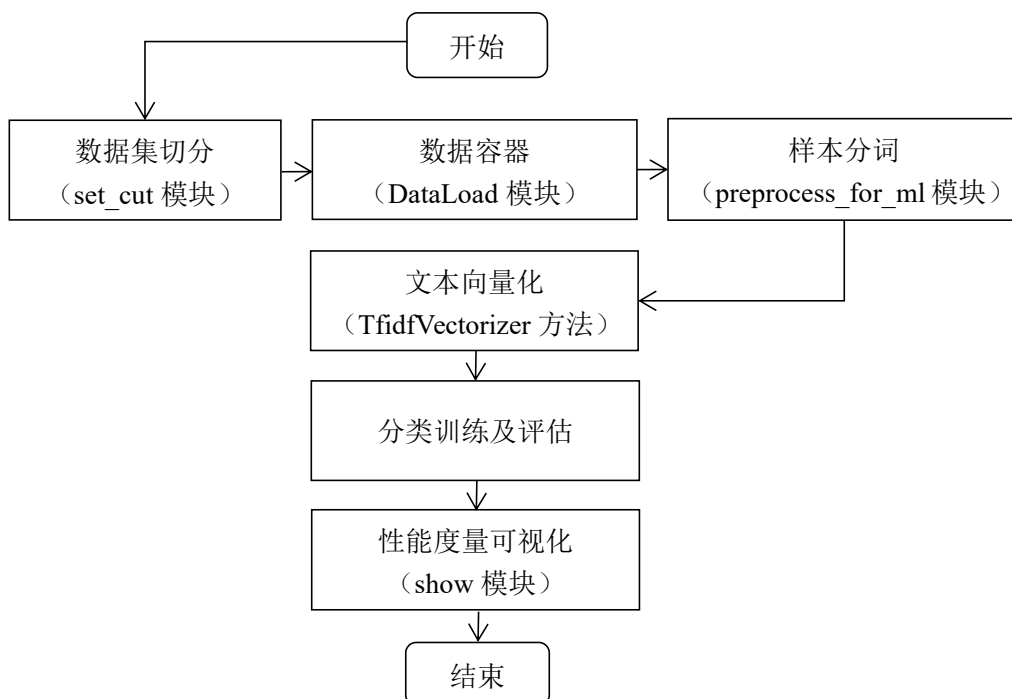 开始
数据集切分
（set_cut 模块）
数据容器
（DataLoad 模块）
样本分词
（preprocess_for_ml 模块）
文本向量化
（TfidfVectorizer 方法）
分类训练及评估
性能度量可视化
（show 模块）
结束